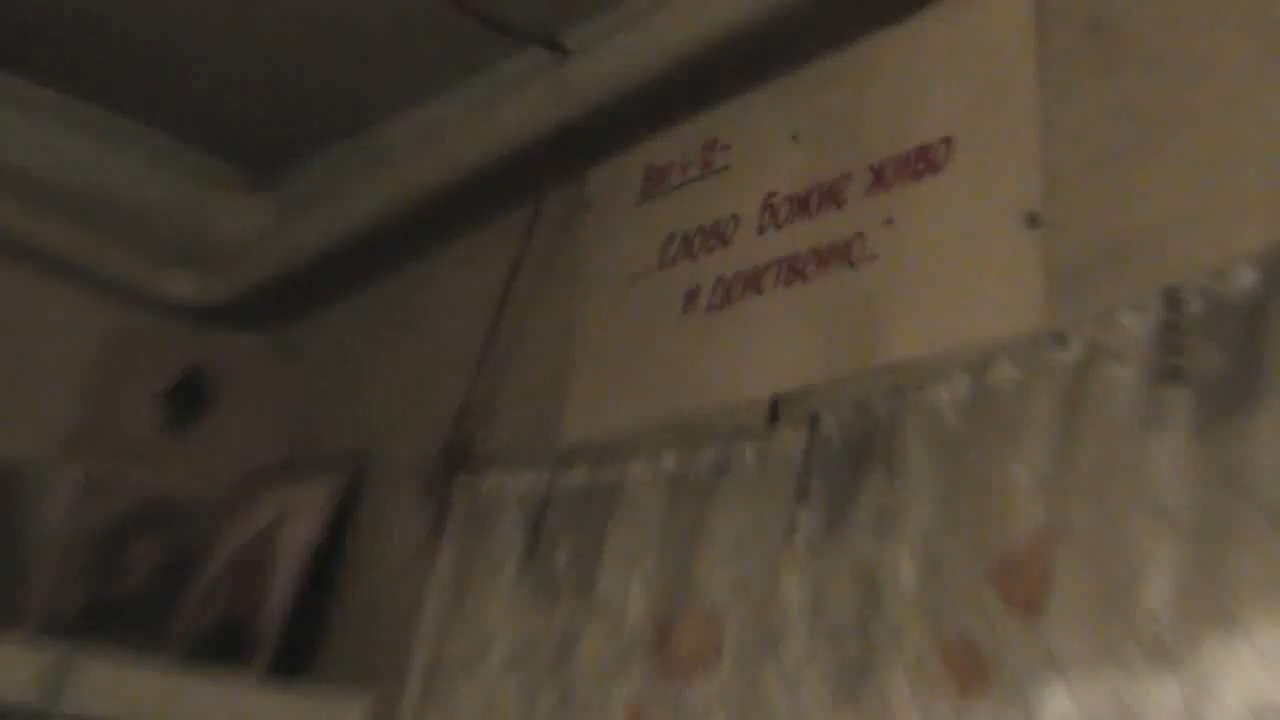 слово божие живо
и действенно...